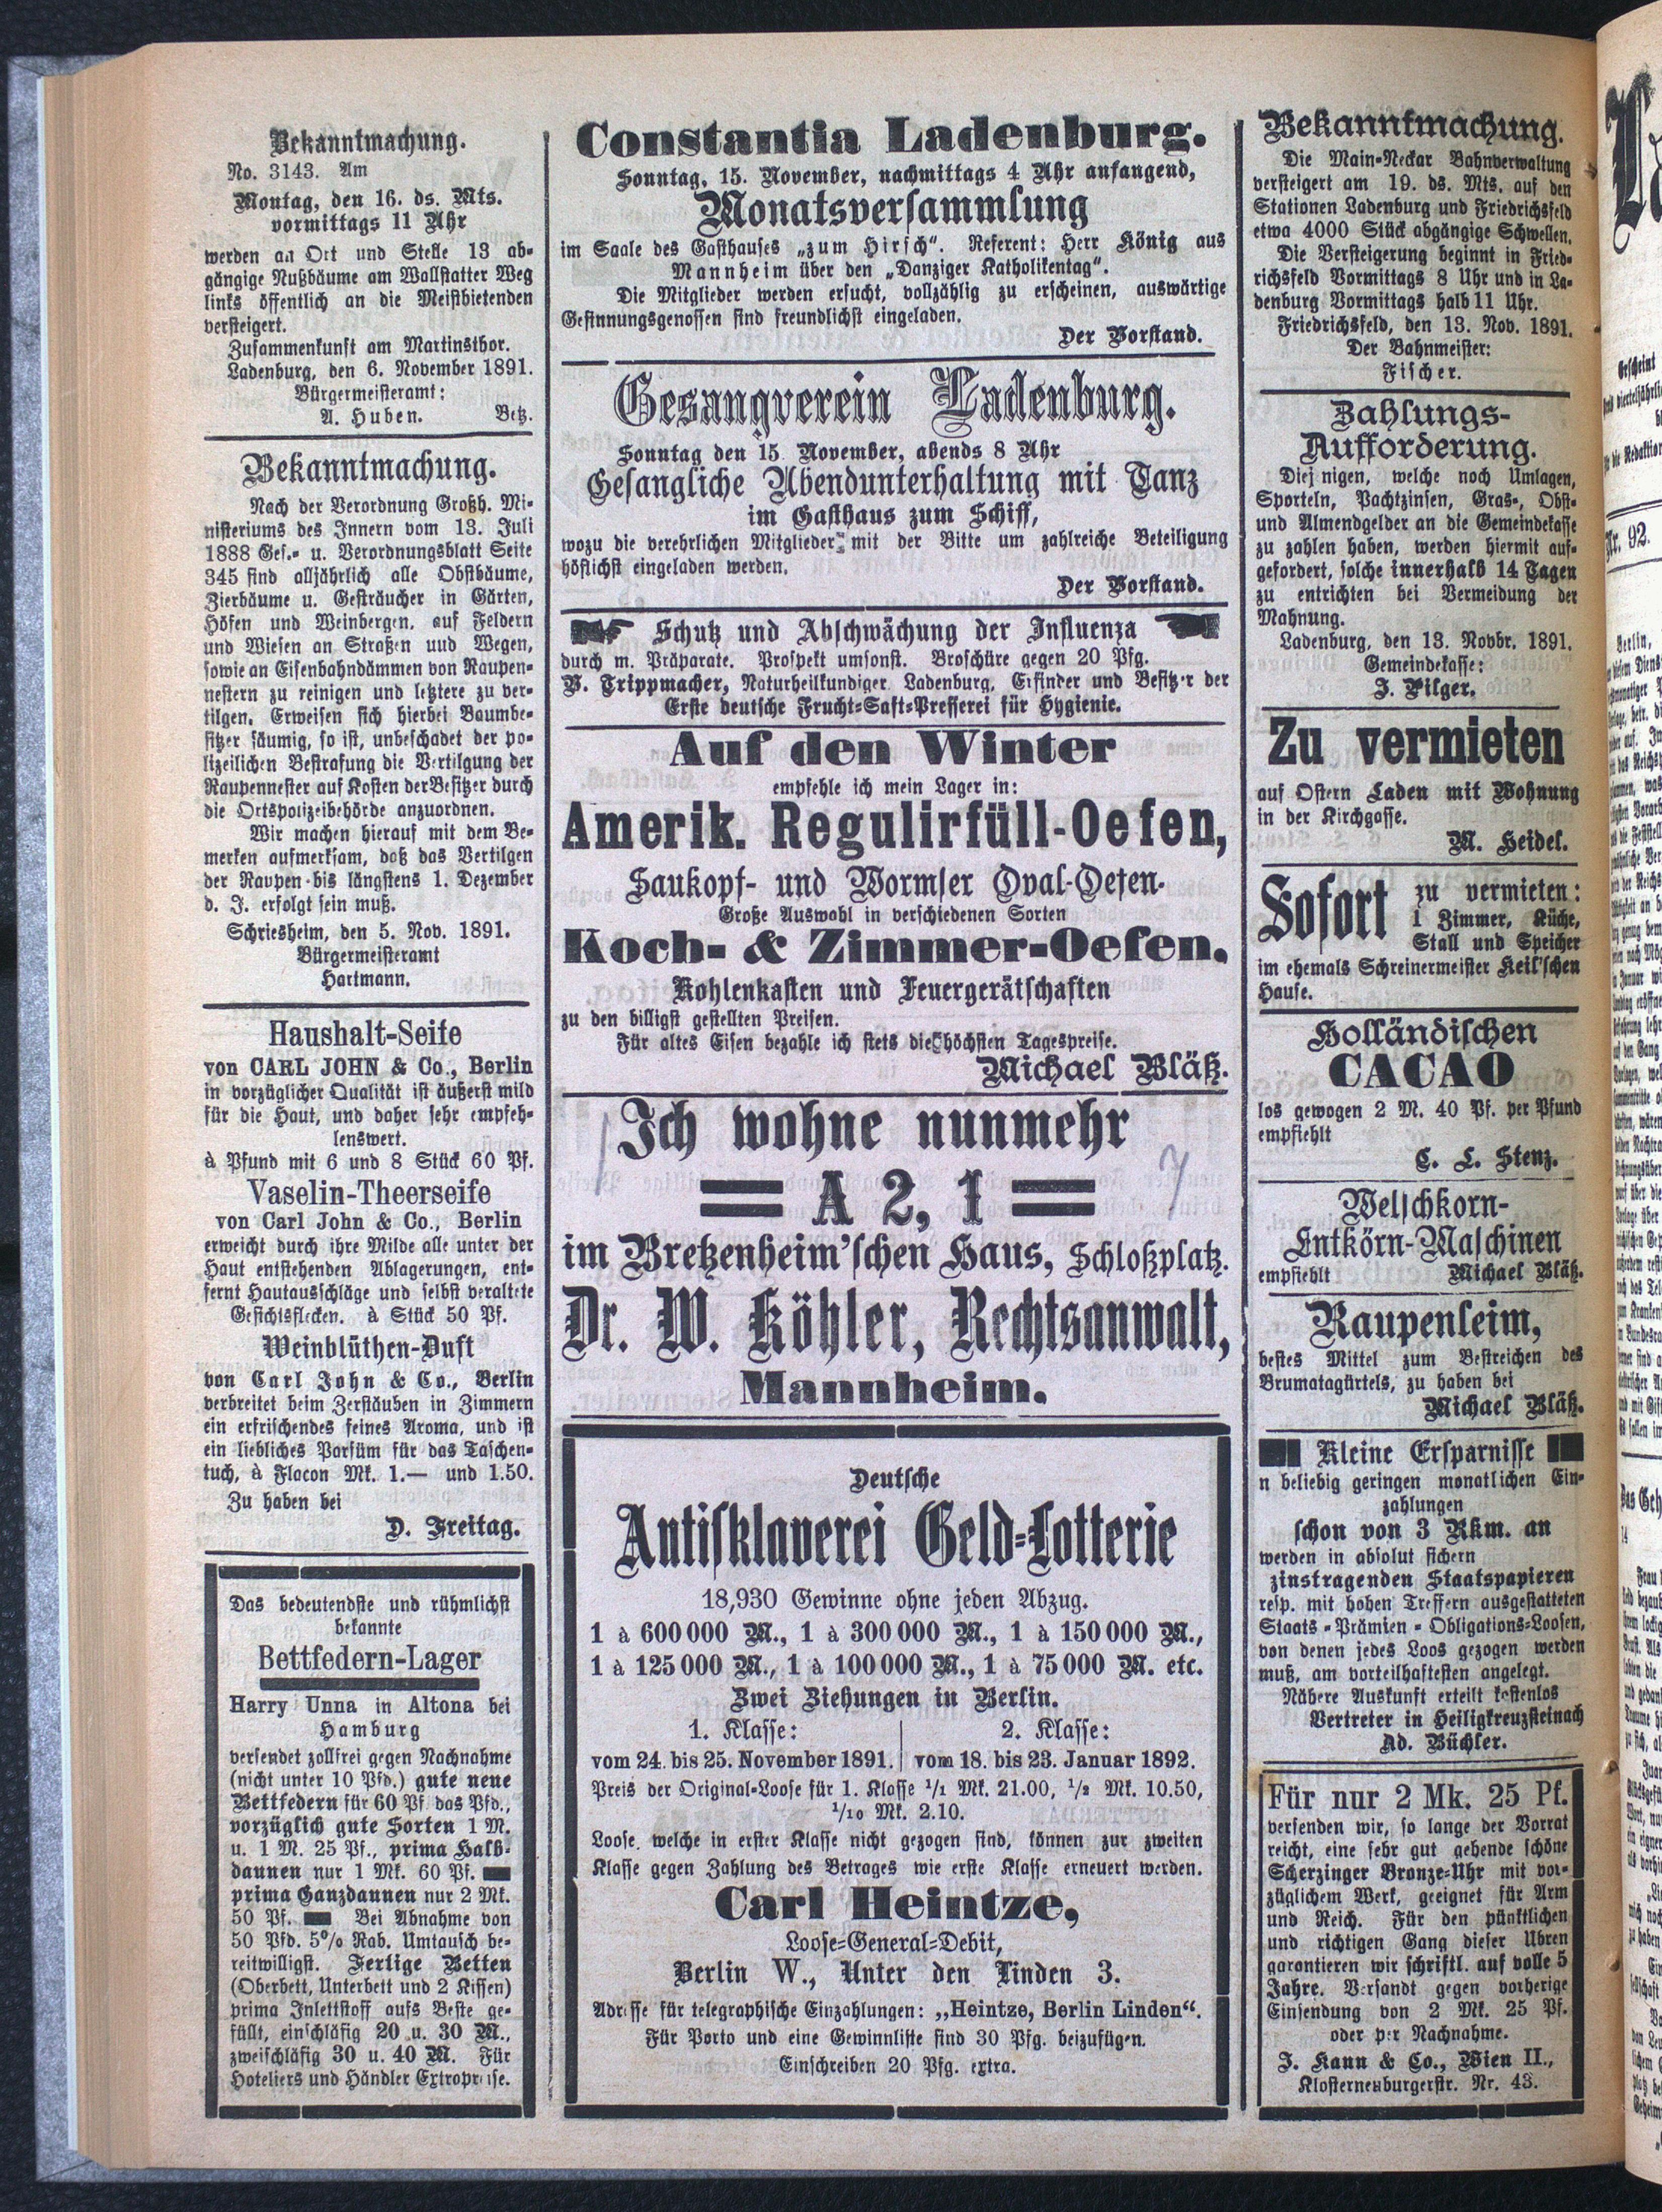 Bekanntmachung.
No. 3143. Am
Montag, den 16. ds. Mts.
vormittags 11 Uhr
werden an Ort und Stelle 13 ab-
gängige Nußbäume am Wallstatter Weg
links öffentlich an die Meistbietenden
versteigert.
Zusammenkunft am Martinsthor.
Ladenburg, den 6. November 1891.
Bürgermeisteramt:
A. Huben. Betz.
Bekanntmachung.
Nach der Verordnung Großh. Mi-
nisteriums des Innern vom 13. Juli
1888 Ges.- u. Verordnungsblatt Seite
345 sind alljährlich alle Obstbäume,
Zierbäume u. Gesträucher in Gärten,
Höfen und Weinbergen, auf Feldern
und Wiesen an Straßen uud Wegen,
sowie an Eisenbahndämmen von Raupen-
nestern zu reinigen und letztere zu ver-
tilgen. Erweisen sich hierbei Baumbe-
sitzer säumig, so ist, unbeschadet der po-
lizeilichen Bestrafung die Vertilgung der
Raupennester auf Kosten der Besitzer durch
die Ortspolizeibehörde anzuordnen.
Wir machen hierauf mit dem Be-
merken aufmerksam, daß das Vertilgen
der Raupen bis längstens 1. Dezember
d. J. erfolgt sein muß.
Schriesheim, den 5. Nov. 1891.
Bürgermeisteramt
Hartmann.
Haushalt-Seife
von CARL JOHN & Co., Berlin
in vorzüglicher Qualität ist äußerst mild
für die Haut, und daher sehr empfeh-
lenswert.
à Pfund mit 6 und 8 Stück 60 Pf.
Vaselin-Theerseife
von Carl John & Co., Berlin
erweicht durch ihre Milde alle unter der
Haut entstehenden Ablagerungen, ent-
fernt Hautausschläge und selbst veraltete
Gesichtsflecken. à Stück 50 Pf.
Weinblüthen-Duft
von Carl John & Co., Berlin
verbreitet beim Zerstäuben in Zimmern
ein erfrischendes feines Aroma, und ist
ein liebliches Parfüm für das Taschen-
tuch, à Flacon Mk. 1.— und 1.50.
Zu haben bei
D. Freitag.
Das bedeutendste und rühmlichst
bekannte
Bettfedern-Lager
Harry Unna in Altona bei
Hamburg
versendet zollfrei gegen Nachnahme
(nicht unter 10 Pfd.) gute neue
Bettfedern für 60 Pf das Pfd.,
vorzüglich gute Sorten 1 M.
u. 1 M. 25 Pf., prima Halb-
daunen nur 1 Mk. 60 Pf.
prima Ganzdaunen nur 2 Mk.
50 Pf. Bei Abnahme von
50 Pfd. 5% Rab. Umtausch be-
reitwilligst. Fertige Betten
(Oberbett, Unterbett und 2 Kissen)
prima Inlettstoff aufs Beste ge-
füllt, einschläfig 20 u. 30 M.,
zweischläfig 30 u. 40 M. Für
Hoteliers und Händler Extrapreise.
Constantia Ladenburg.
Sonntag, 15. November, nachmittags 4 Uhr anfangend,
Monatsversammlung
im Saale des Gasthauses „zum Hirsch“. Referent: Herr König aus
Mannheim über den „Danziger Katholikentag“.
Die Mitglieder werden ersucht, vollzählig zu erscheinen, auswärtige
Gesinnungsgenossen sind freundlichst eingeladen.
Der Vorstand.
Gesangverein Ladenburg.
Sonntag den 15. November, abends 8 Uhr
Gesangliche Abendunterhaltung mit Tanz
im Gasthaus zum Schiff,
wozu die verehrlichen Mitglieder mit der Bitte um zahlreiche Beteiligung
höflichst eingeladen werden.
Der Vorstand.
Schutz und Abschwächung der Influenza
durch m. Präparate. Prospekt umsonst. Broschüre gegen 20 Pfg.
P. Trippmacher, Naturheilkundiger Ladenburg, Erfinder und Besitzer der
Erste deutsche Frucht-Saft-Presserei für Hygienie.
Auf den Winter
empfehle ich mein Lager in:
Amerik. Regulirfüll-Oefen,
Saukopf- und Wormser Oval-Oefen.
Große Auswahl in verschiedenen Sorten
Koch- & Zimmer-Oefen.
Kohlenkasten und Feuergerätschaften
zu den billigst gestellten Preisen.
Für altes Eisen bezahle ich stets die höchsten Tagespreise.
Michael Bläß.
Ich wohne nunmehr
A 2, 1
im Bretzenheim'schen Haus, Schloßplatz.
Dr. W. Köhler, Rechtsanwalt,
Mannheim.
Deutsche
Antisklaverei Geld-Lotterie
18,930 Gewinne ohne jeden Abzug.
1 à 600 000 M., 1 à 300 000 M., 1 à 150 000 M.,
1 à 125 000 M., 1 à 100 000 M., 1 à 75 000 M. etc.
Zwei Ziehungen in Berlin.
1. Klasse: 2. Klasse:
vom 24. bis 25. November 1891. vom 18. bis 23. Januar 1892.
Preis der Original-Loose für 1. Klasse 1/1 Mk. 21.00, 1/2 Mk. 10.50,
1/10 Mk. 2.10.
Loose, welche in erster Klasse nicht gezogen sind, können zur zweiten
Klasse gegen Zahlung des Betrages wie erste Klasse erneuert werden.
Carl Heintze,
Loose-General-Debit,
Berlin W., Unter den Linden 3.
Adresse für telegraphische Einzahlungen: „Heintze, Berlin Linden“.
Für Porto und eine Gewinnliste sind 30 Pfg. beizufügen.
Einschreiben 20 Pfg. extra.
Bekanntmachung.
Die Main-Neckar Bahnverwaltung
versteigert am 19. ds. Mts. auf den
Stationen Ladenburg und Friedrichsfeld
etwa 4000 Stück abgängige Schwellen.
Die Versteigerung beginnt in Fried-
richsfeld Vormittags 8 Uhr und in La-
denburg Vormittags halb 11 Uhr.
Friedrichsfeld, den 13. Nov. 1891.
Der Bahnmeister:
Fischer.
Zahlungs-
Aufforderung.
Diejenigen, welche noch Umlagen,
Sporteln, Pachtzinsen, Gras-, Obst-
und Almendgelder an die Gemeindekasse
zu zahlen haben, werden hiermit auf-
gefordert, solche innerhalb 14 Tagen
zu entrichten bei Vermeidung der
Mahnung.
Ladenburg, den 13. Novbr. 1891.
Gemeindekasse:
J. Pilger.
Zu vermieten
auf Ostern Laden mit Wohnung
in der Kirchgasse.
M. Heidel.
Sofort zu vermieten:
1 Zimmer, Küche,
Stall und Speicher
im ehemals Schreinermeister Keil'schen
Hause.
Holländischen
CACAO
los gewogen 2 M. 40 Pf. per Pfund
empfiehlt
C. L. Stenz.
Welschkorn-
Entkörn-Maschinen
empfiehlt Michael Bläß.
Raupenleim,
bestes Mittel zum Bestreichen des
Brumatagürtels, zu haben bei
Michael Bläß.
Kleine Ersparnisse
n beliebig geringen monatlichen Ein-
zahlungen
schon von 3 Rkm. an
werden in absolut sichern
zinstragenden Staatspapieren
resp. mit hohen Treffern ausgestatteten
Staats-Prämien-Obligations-Loosen,
von denen jedes Loos gezogen werden
muß, am vorteilhaftesten angelegt.
Nähere Auskunft erteilt kostenlos
Vertreter in Heiligkreuzsteinach
Ad. Büchler.
Für nur 2 Mk. 25 Pf.
versenden wir, so lange der Vorrat
reicht, eine sehr gut gehende schöne
Scherzinger Bronze-Uhr mit vor-
züglichem Werk, geeignet für Arm
und Reich. Für den pünktlichen
und richtigen Gang dieser Uhren
garantieren wir schriftl. auf volle 5
Jahre. Versandt gegen vorherige
Einsendung von 2 Mk. 25 Pf.
oder per Nachnahme.
J. Kann & Co., Wien II.,
Klosterneuburgerstr. Nr. 43.
Nr. 92.